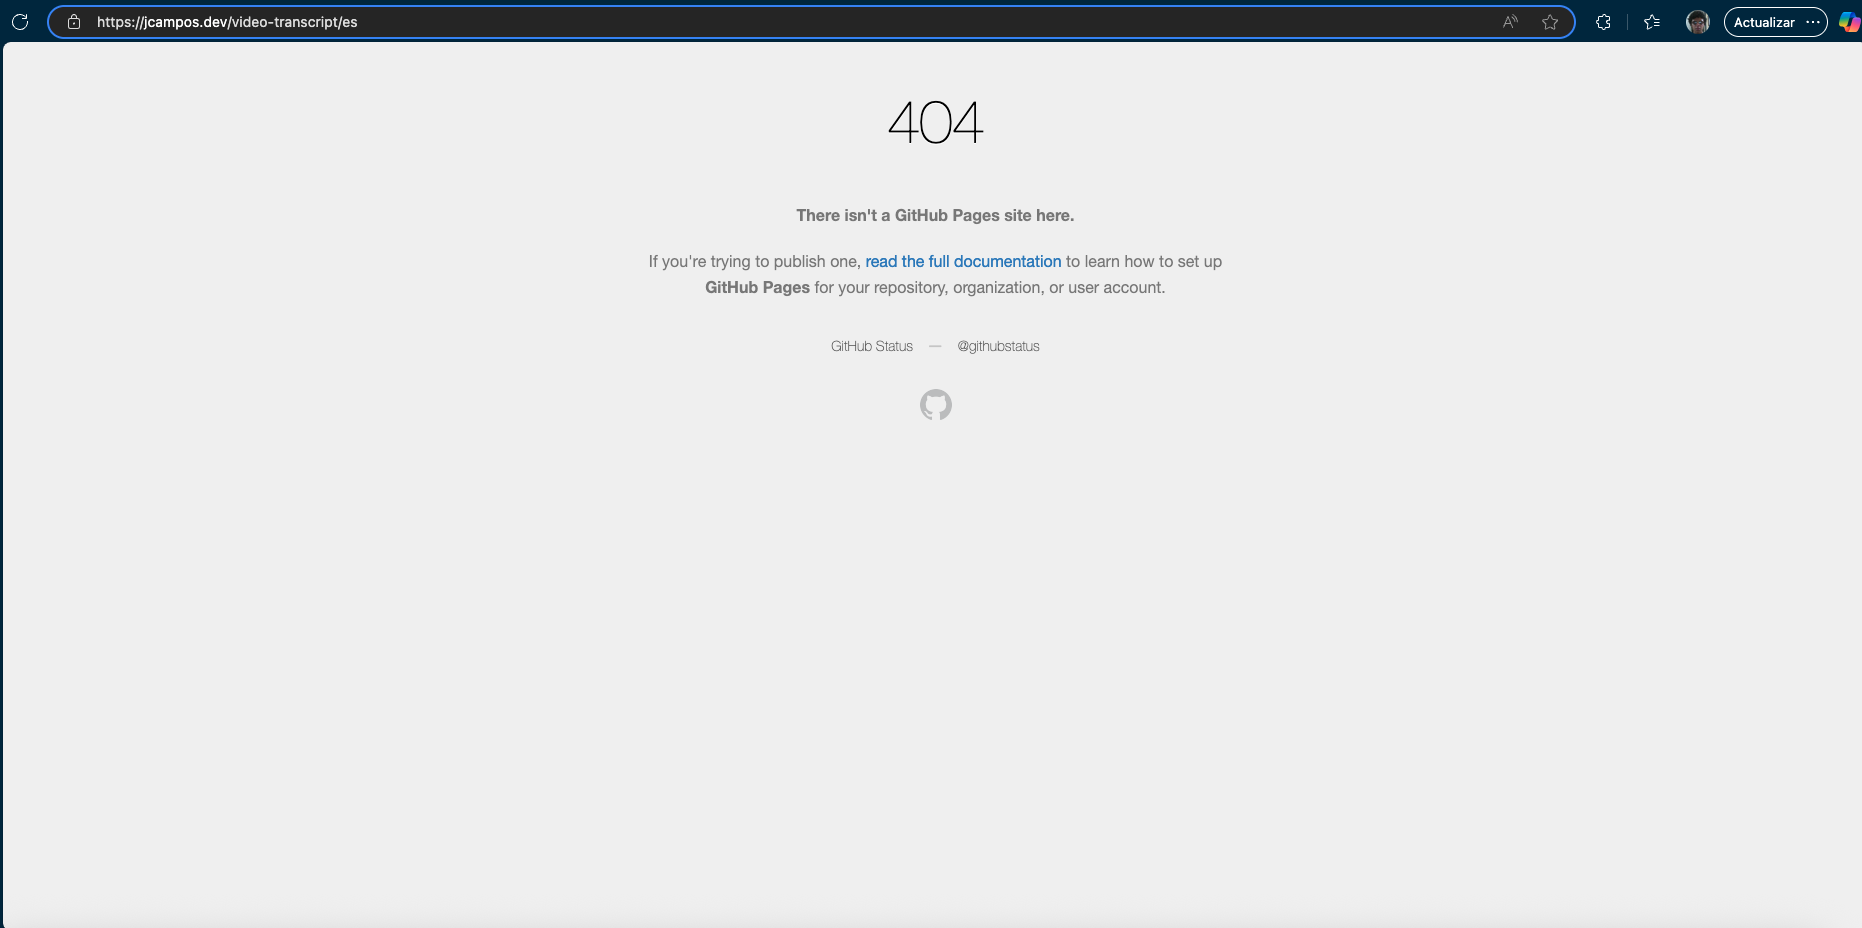 https://jcampos.dev/video-transcript/es
Actualizar
404
There isn't a GitHub Pages site here.
If you're trying to publish one, read the full documentation to learn how to set up
GitHub Pages for your repository, organization, or user account.
GitHub Status — @githubstatus